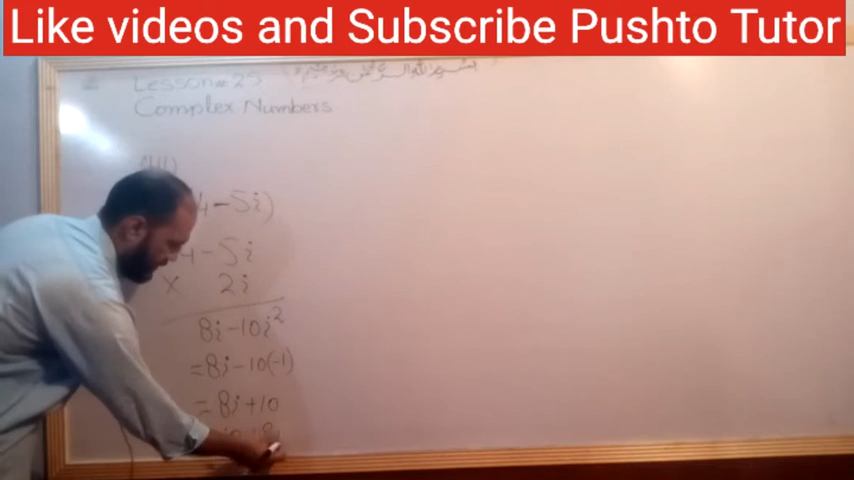 Like videos and Subscribe Pushto Tutor
Lesson# 25
Complex Numbers
4-5i)
-5i
x 2i
8i-10i²
=8i-10(-1)
= 8i+10